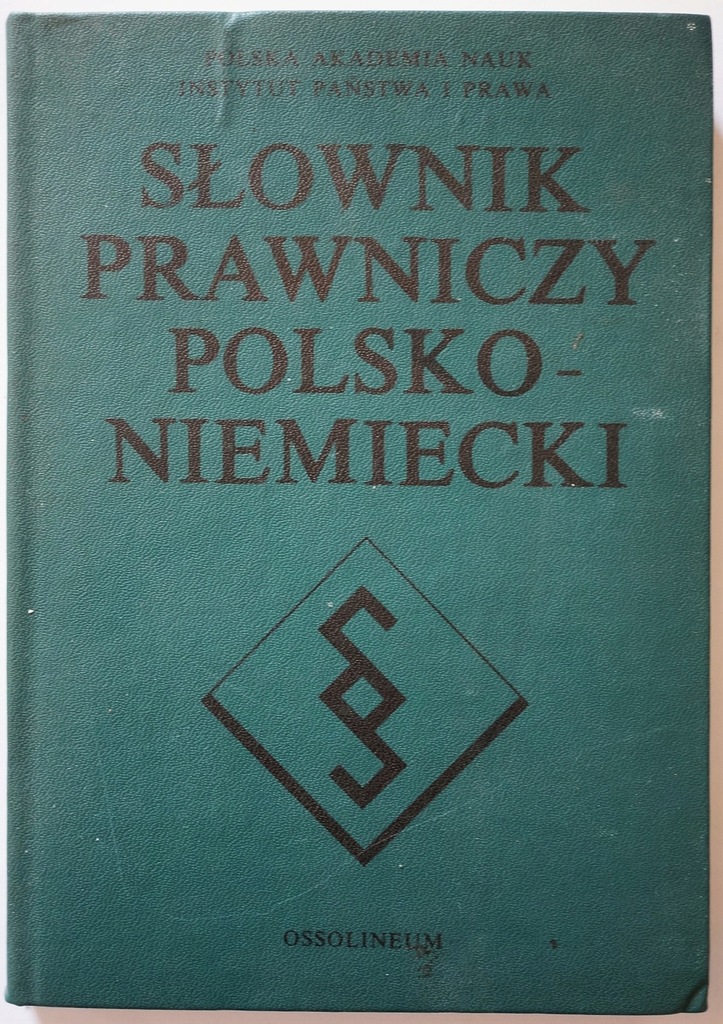 POLSKA AKADEMIA NAUK
INSTYTUT PAŃSTWA I PRAWA
SŁOWNIK
PRAWNICZY
POLSKO-
NIEMIECKI
§
OSSOLINEUM